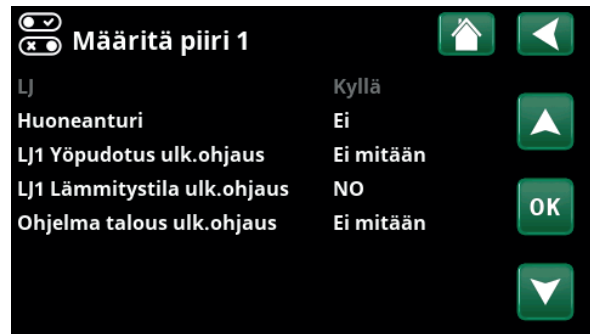 Määritä piiri 1
LJ Kyllä
Huoneanturi Ei
LJ1 Yöpudotus ulk.ohjaus Ei mitään
LJ1 Lämmitystila ulk.ohjaus NO
Ohjelma talous ulk.ohjaus Ei mitään
OK